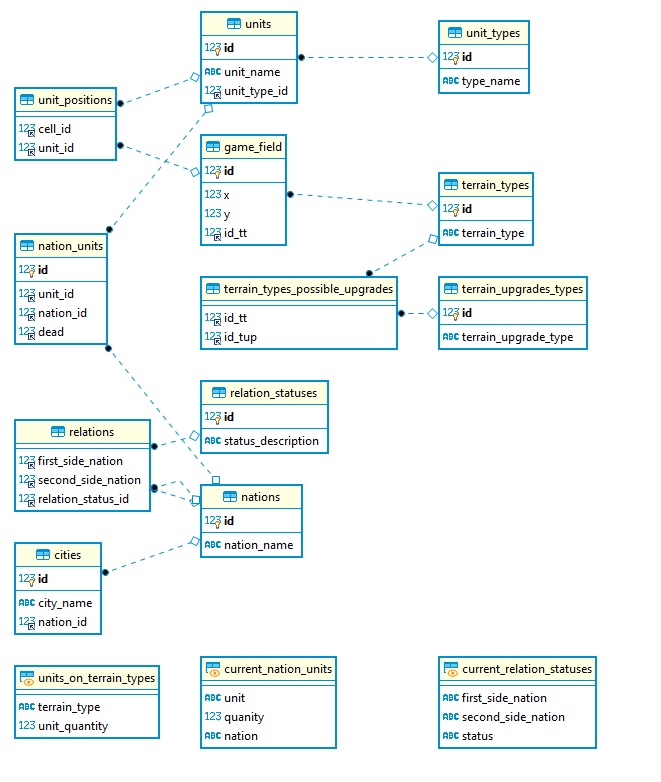 units
123 id
ABC unit_name
123 unit_type_id
unit_types
123 id
ABC type_name
unit_positions
123 cell_id
123 unit_id
game_field
123 id
123 x
123 y
123 id_tt
terrain_types
123 id
ABC terrain_type
nation_units
123 id
123 unit_id
123 nation_id
123 dead
terrain_types_possible_upgrades
123 id_tt
123 id_tup
terrain_upgrades_types
123 id
ABC terrain_upgrade_type
relation_statuses
123 id
ABC status_description
relations
123 first_side_nation
123 second_side_nation
123 relation_status_id
nations
123 id
ABC nation_name
cities
123 id
ABC city_name
123 nation_id
units_on_terrain_types
ABC terrain_type
123 unit_quantity
current_nation_units
ABC unit
123 quanity
ABC nation
current_relation_statuses
ABC first_side_nation
ABC second_side_nation
ABC status